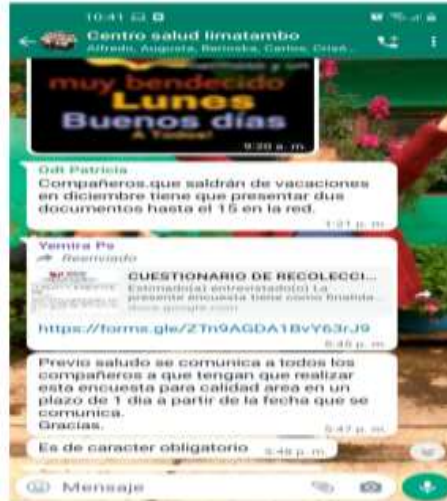 10:41
Centro salud limatambo
Alfredo, Augusta, Berioska, Carlos, Crist...
muy bendecido
Lunes
Buenos días
A Todos!
9:20 a. m.
Odt Patricia
Compañeros.que saldrán de vacaciones
en diciembre tiene que presentar dus
documentos hasta el 15 en la red.
1:21 p. m.
Yemira Ps
Reenviado
CUESTIONARIO DE RECOLECCI...
Estimado(a) entrevistado(o) La
presente encuesta tiene como finalida...
docs.google.com
https://forms.gle/ZTn9AGDA1BvY63rJ9
5:45 p. m.
Previo saludo se comunica a todos los
compañeros a que tengan que realizar
esta encuesta para calidad area en un
plazo de 1 dia a partir de la fecha que se
comunica.
Gracias.
5:47 p. m.
Es de caracter obligatorio
5:48 p. m.
Mensaje